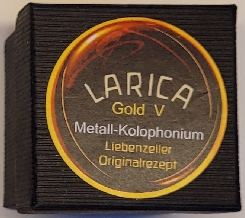 LARICA
Gold V
Metall-Kolophonium
Liebenzeller
Originalrezept